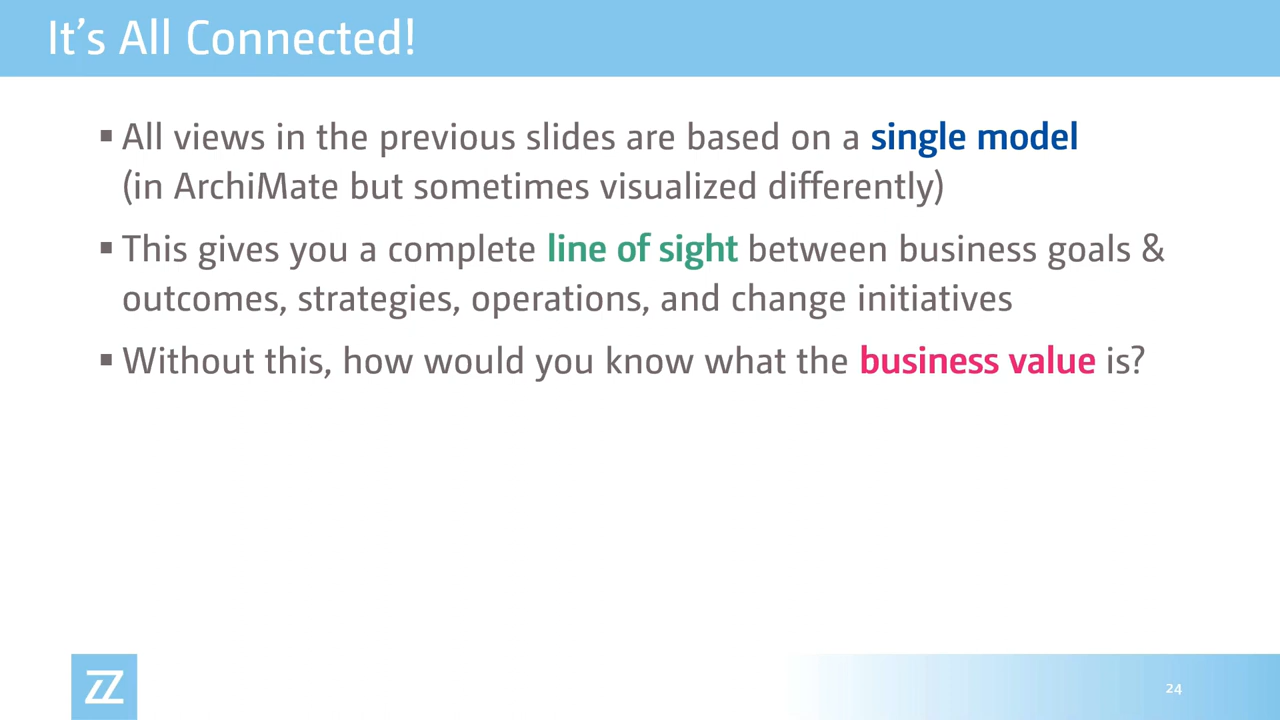 It's All Connected!
▪ All views in the previous slides are based on a single model
(in ArchiMate but sometimes visualized differently)
▪ This gives you a complete line of sight between business goals &
outcomes, strategies, operations, and change initiatives
▪ Without this, how would you know what the business value is?
ZZ
24